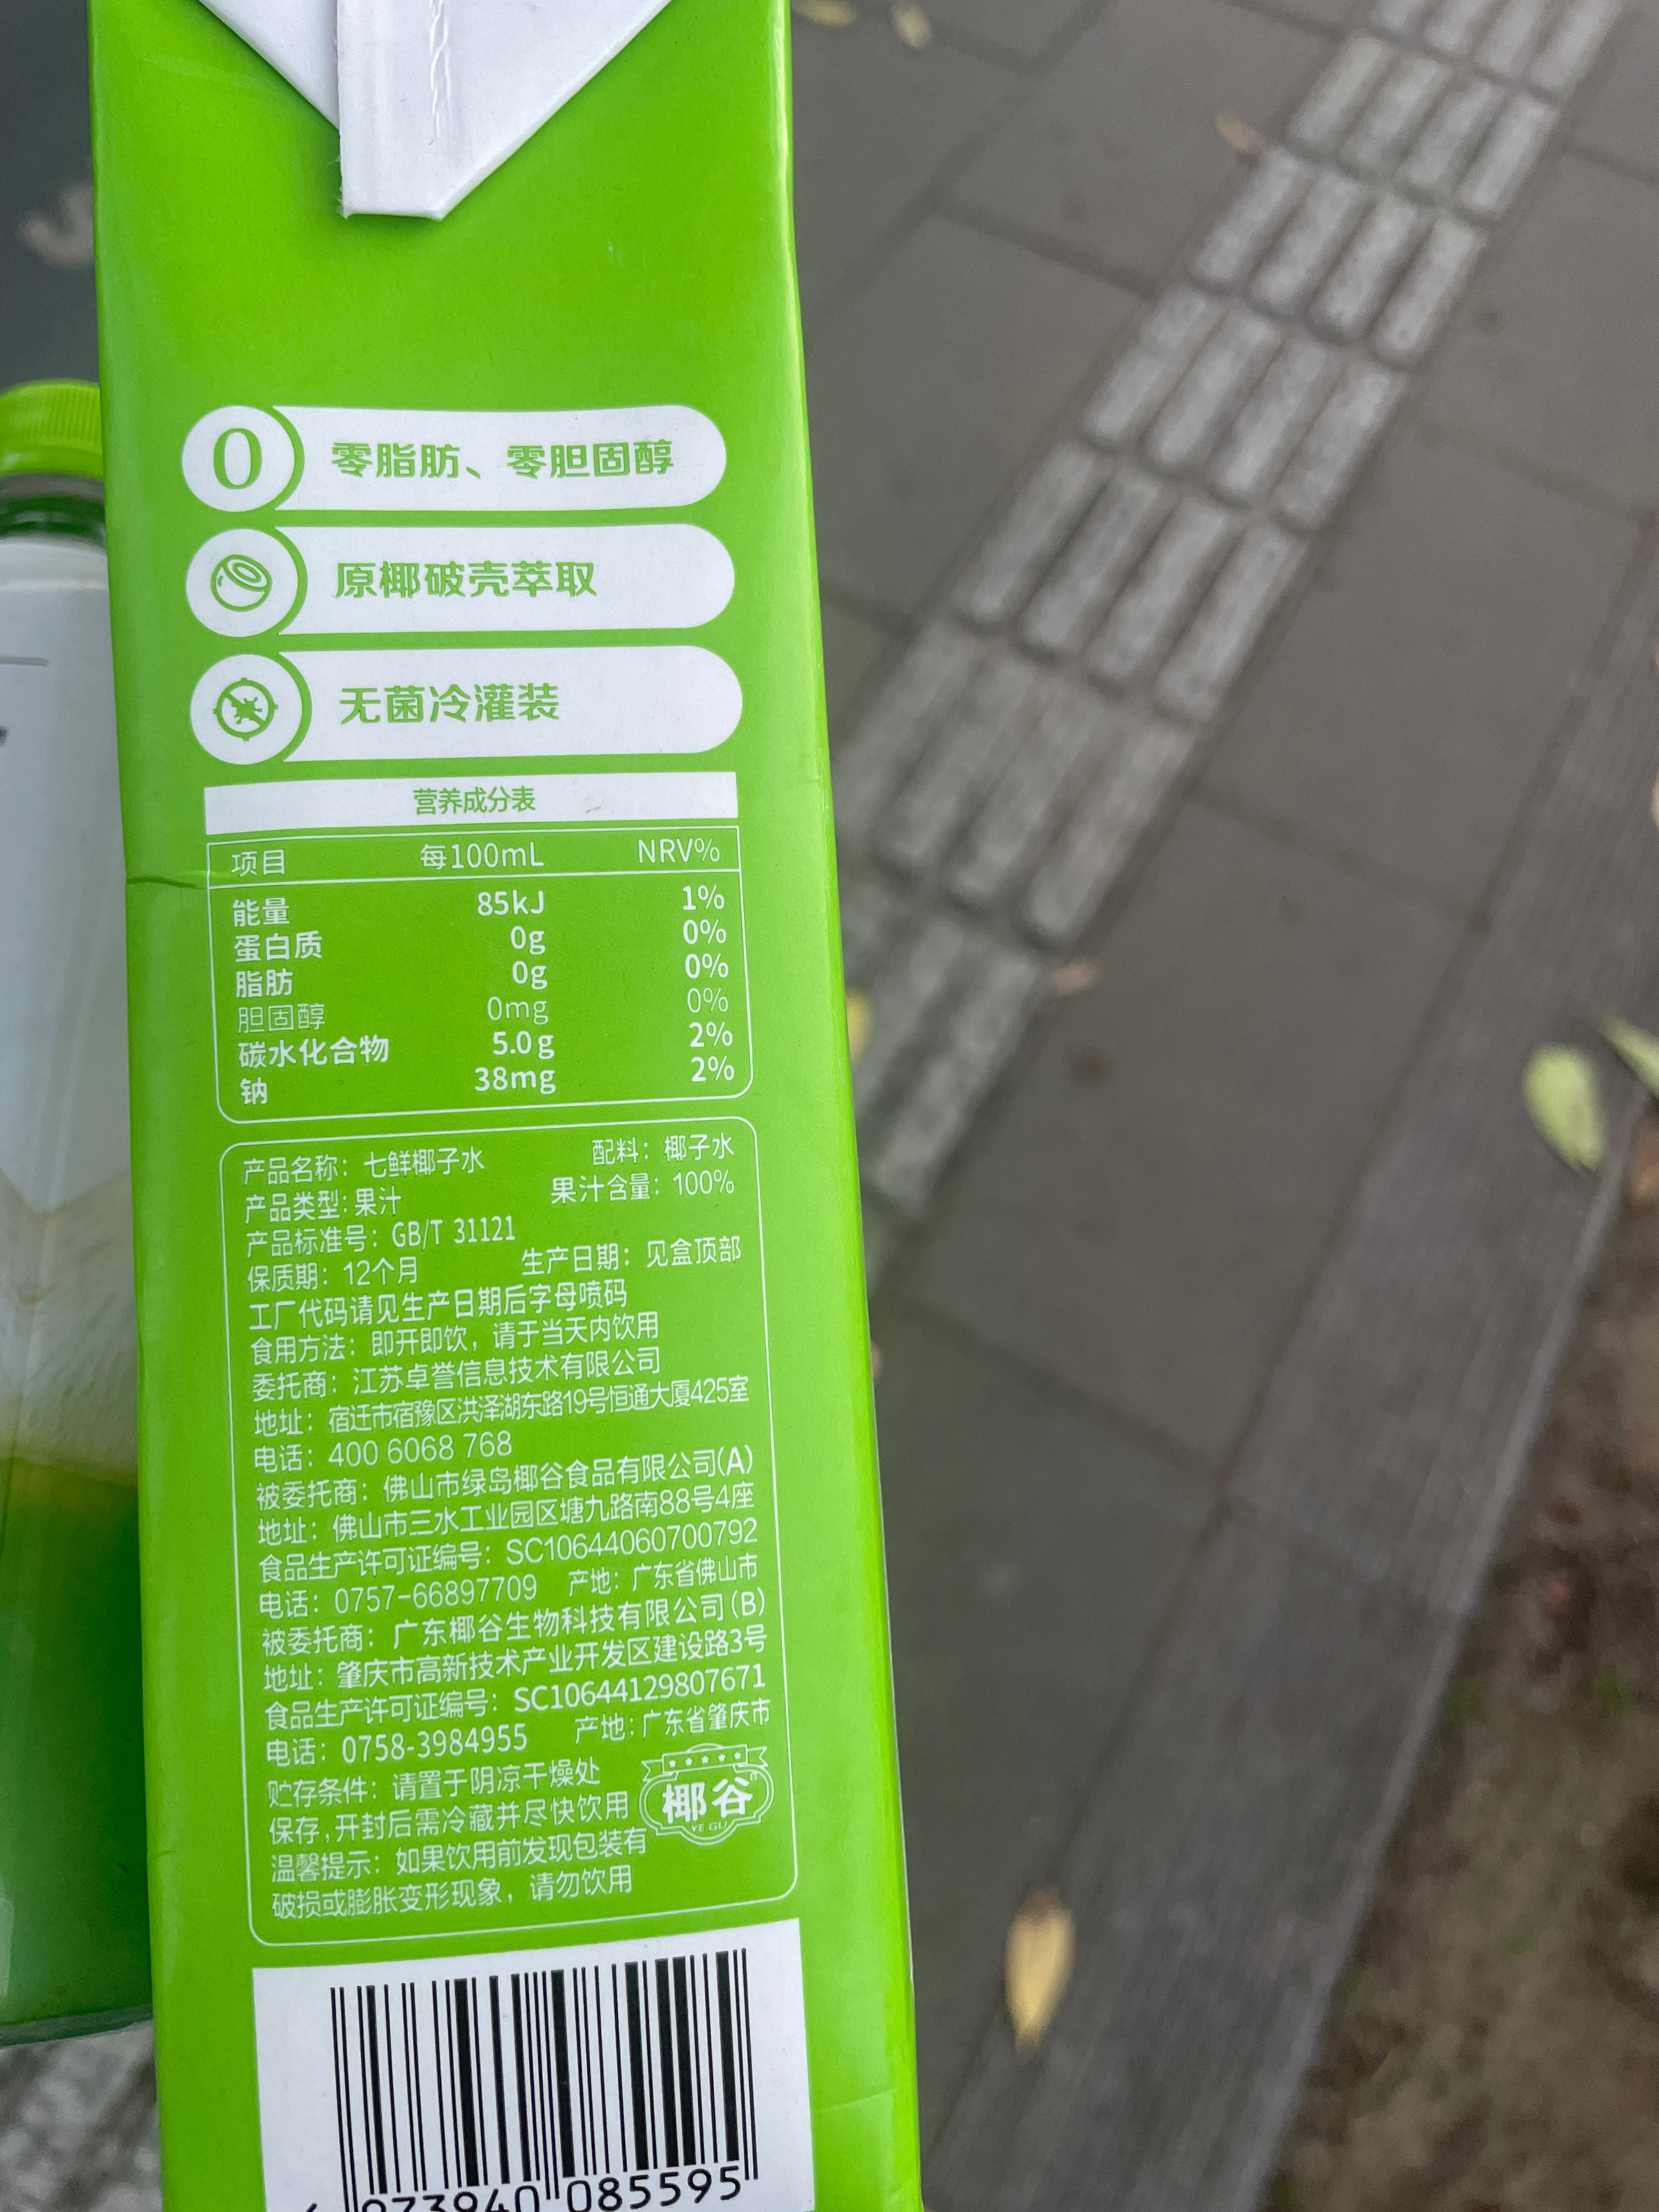 0 零脂肪、零胆固醇
原椰破壳萃取
无菌冷灌装
营养成分表
项目 每100mL NRV%
能量 85kJ 1%
蛋白质 0g 0%
脂肪 0g 0%
胆固醇 0mg 0%
碳水化合物 5.0g 2%
钠 38mg 2%
产品名称：七鲜椰子水 配料：椰子水
产品类型:果汁 果汁含量：100%
产品标准号：GB/T 31121
保质期：12个月 生产日期：见盒顶部
工厂代码请见生产日期后字母喷码
食用方法：即开即饮，请于当天内饮用
委托商：江苏卓誉信息技术有限公司
地址：宿迁市宿豫区洪泽湖东路19号恒通大厦425室
电话：400 6068 768
被委托商：佛山市绿岛椰谷食品有限公司(A)
地址：佛山市三水工业园区塘九路南88号4座
食品生产许可证编号：SC10644060700792
电话：0757-66897709 产地：广东省佛山市
被委托商：广东椰谷生物科技有限公司(B)
地址：肇庆市高新技术产业开发区建设路3号
食品生产许可证编号：SC10644129807671
电话：0758-3984955 产地:广东省肇庆市
贮存条件：请置于阴凉干燥处
保存,开封后需冷藏并尽快饮用
温馨提示：如果饮用前发现包装有
破损或膨胀变形现象，请勿饮用
椰谷
YE GU
973940 085595